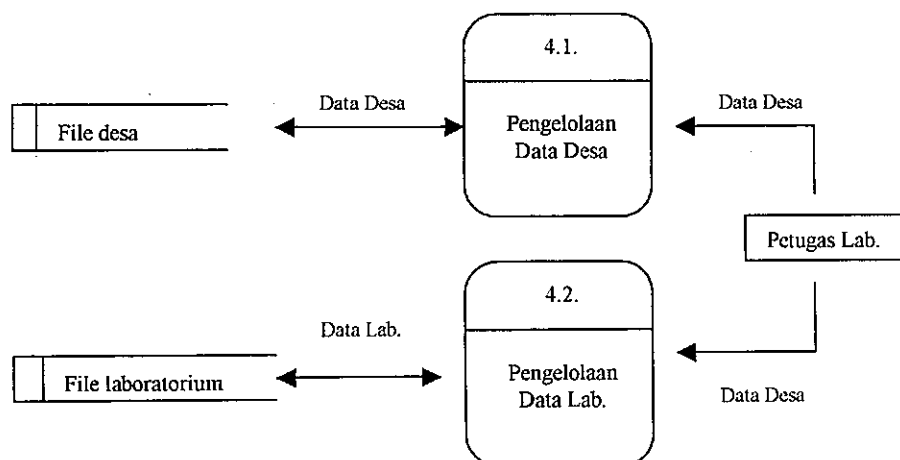 4.1.
Data Desa
Data Desa
File desa
Pengelolaan
Data Desa
Petugas Lab.
4.2.
Data Lab.
File laboratorium
Pengelolaan
Data Lab.
Data Desa